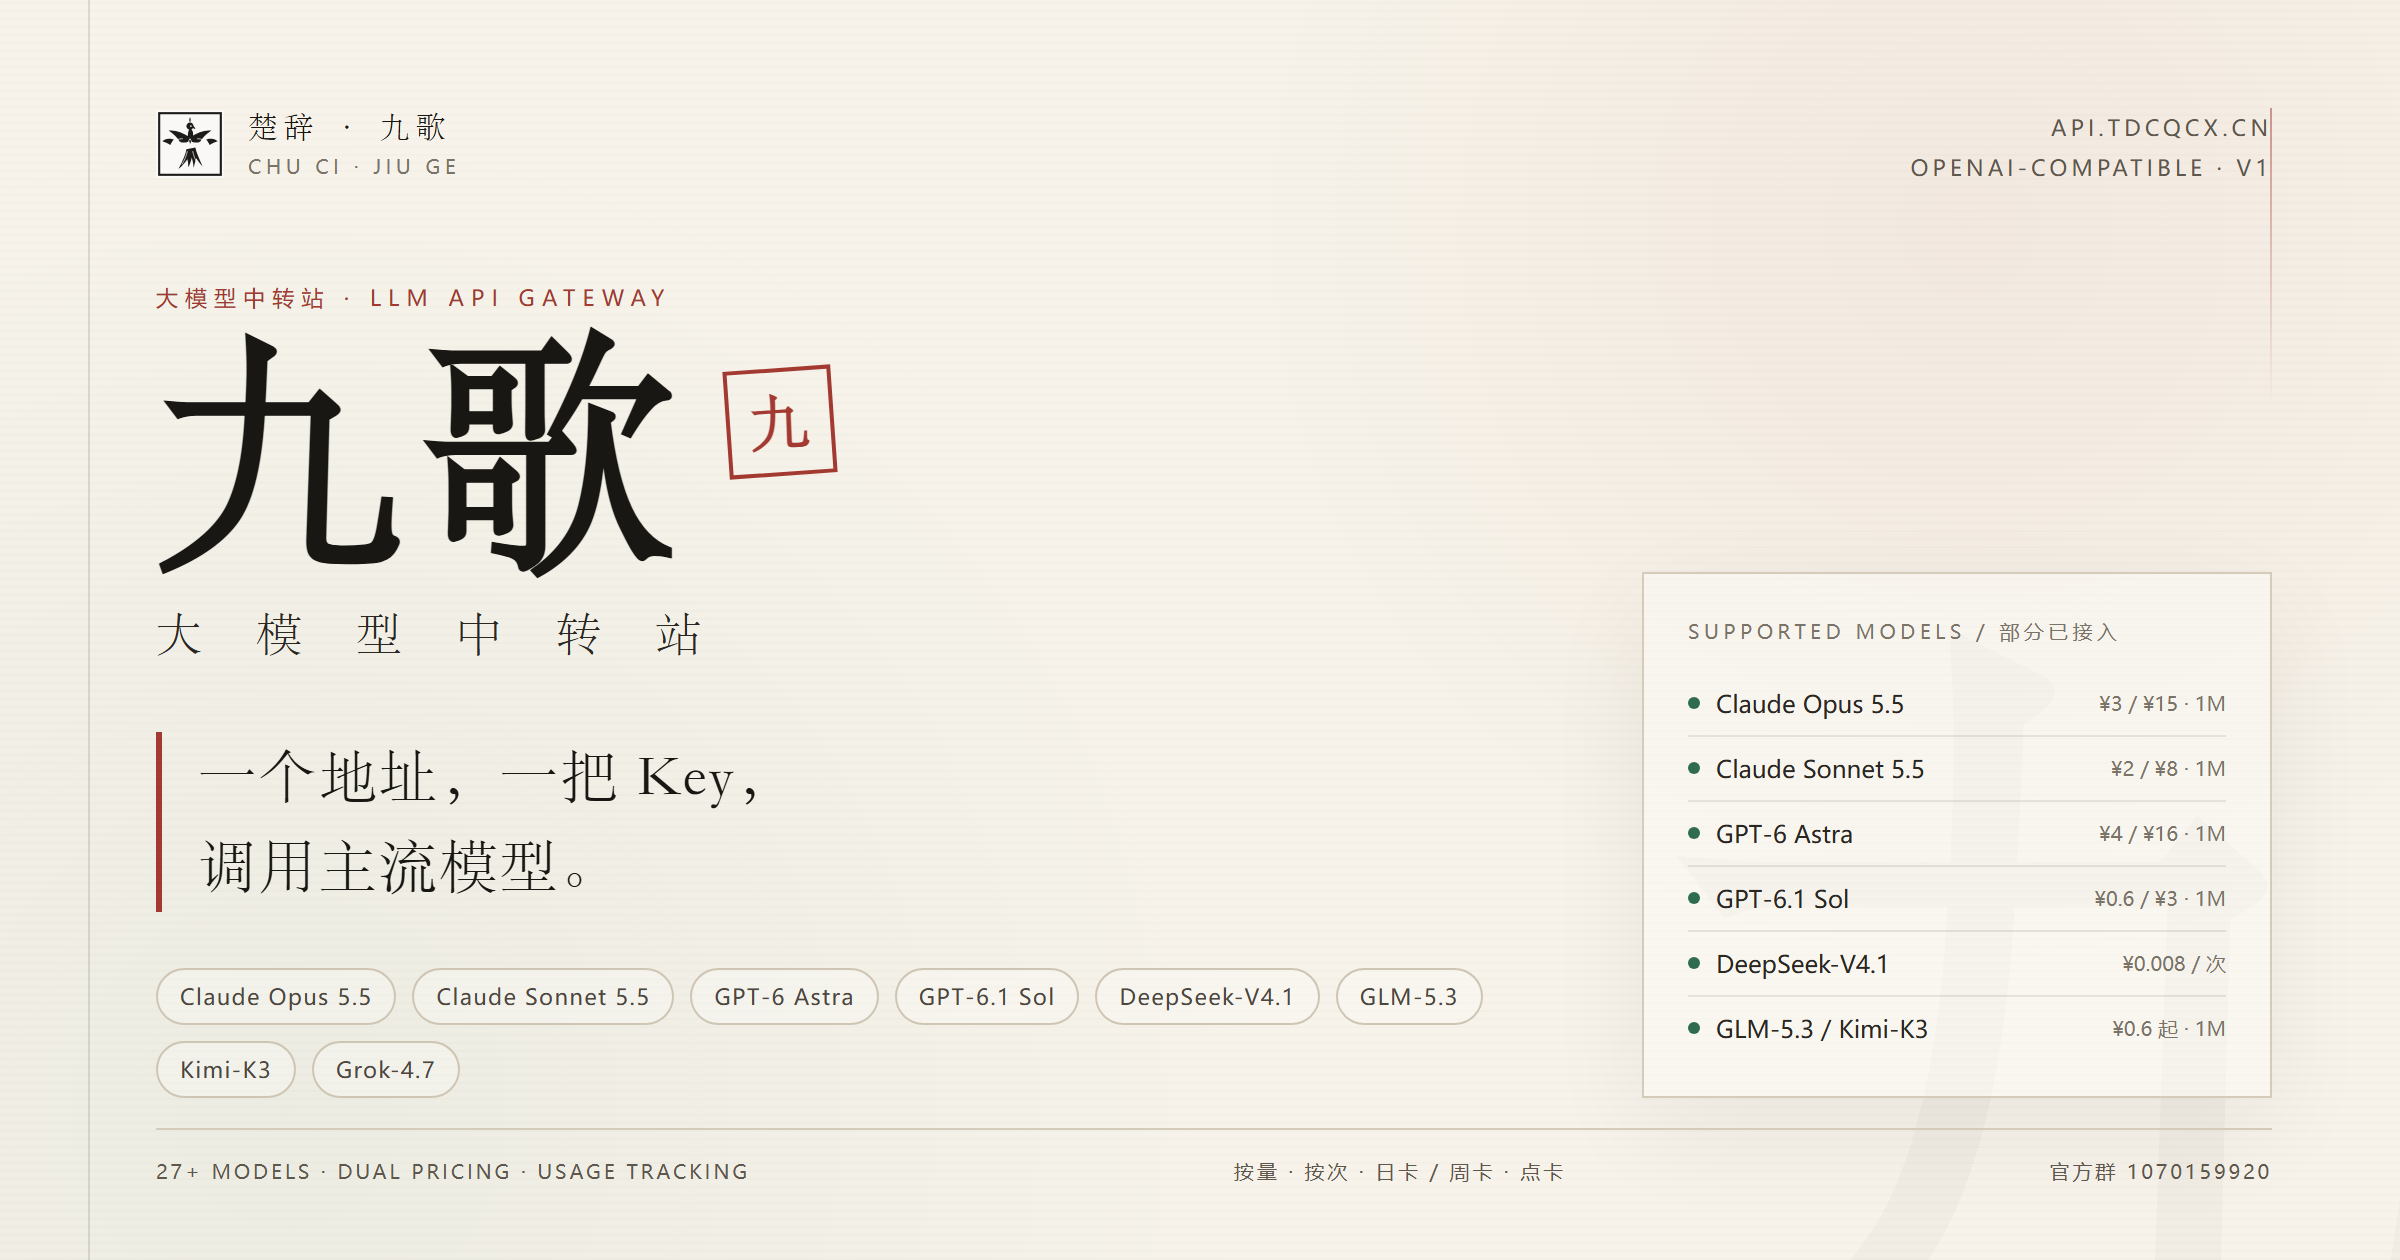 楚辞 · 九歌
CHU CI · JIU GE
API.TDCQCX.CN
OPENAI-COMPATIBLE · V1
大模型中转站 · LLM API GATEWAY
九歌
九
大模型中转站
一个地址，一把 Key，
调用主流模型。
Claude Opus 5.5
Claude Sonnet 5.5
GPT-6 Astra
GPT-6.1 Sol
DeepSeek-V4.1
GLM-5.3
Kimi-K3
Grok-4.7
SUPPORTED MODELS / 部分已接入
Claude Opus 5.5 ¥3 / ¥15 · 1M
Claude Sonnet 5.5 ¥2 / ¥8 · 1M
GPT-6 Astra ¥4 / ¥16 · 1M
GPT-6.1 Sol ¥0.6 / ¥3 · 1M
DeepSeek-V4.1 ¥0.008 / 次
GLM-5.3 / Kimi-K3 ¥0.6 起 · 1M
27+ MODELS · DUAL PRICING · USAGE TRACKING
按量 · 按次 · 日卡 / 周卡 · 点卡
官方群 1070159920